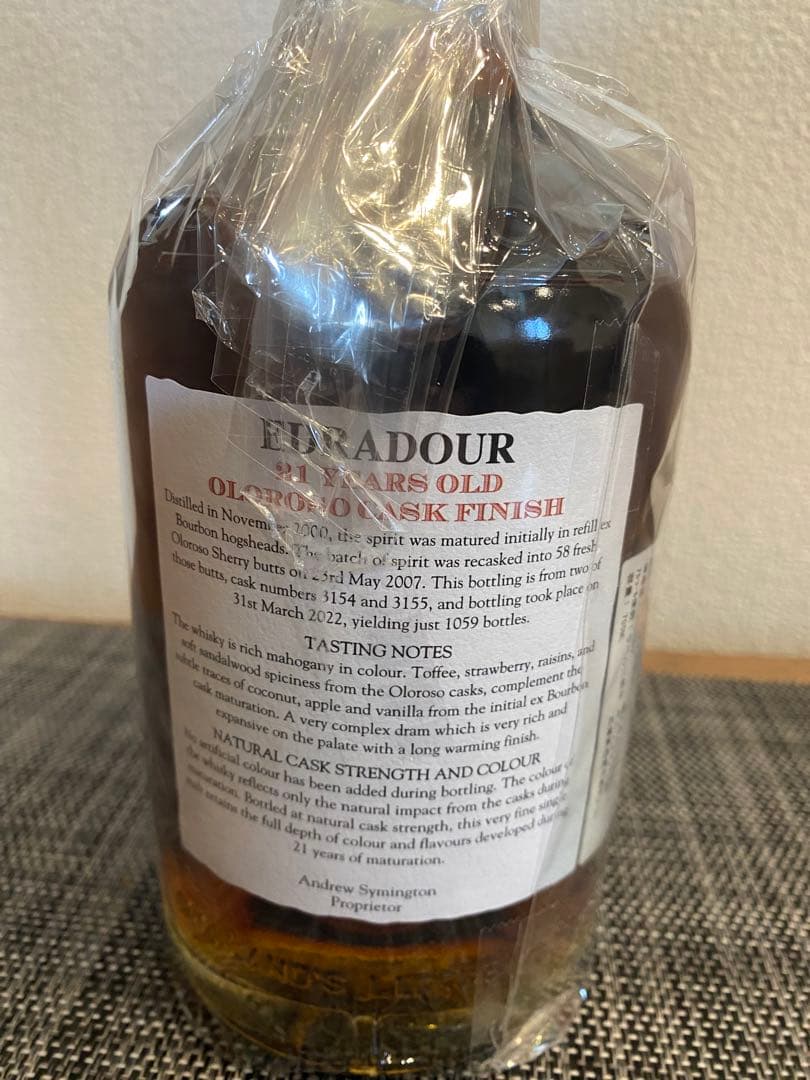 EDRADOUR
21 YEARS OLD
OLOROSO CASK FINISH
Distilled in November 2000, the spirit was matured initially in refill ex
Bourbon hogsheads. The batch of spirit was recasked into 58 fresh
Oloroso Sherry butts on 23rd May 2007. This bottling is from two of
those butts, cask numbers 3154 and 3155, and bottling took place on
31st March 2022, yielding just 1059 bottles.
TASTING NOTES
The whisky is rich mahogany in colour. Toffee, strawberry, raisins, and
soft sandalwood spiciness from the Oloroso casks, complement the
subtle traces of coconut, apple and vanilla from the initial ex Bourbon
cask maturation. A very complex dram which is very rich and
expansive on the palate with a long warming finish.
NATURAL CASK STRENGTH AND COLOUR
No artificial colour has been added during bottling. The colour of
the whisky reflects only the natural impact from the casks during
maturation. Bottled at natural cask strength, this very fine single
malt retains the full depth of colour and flavours developed during
21 years of maturation.
Andrew Symington
Proprietor